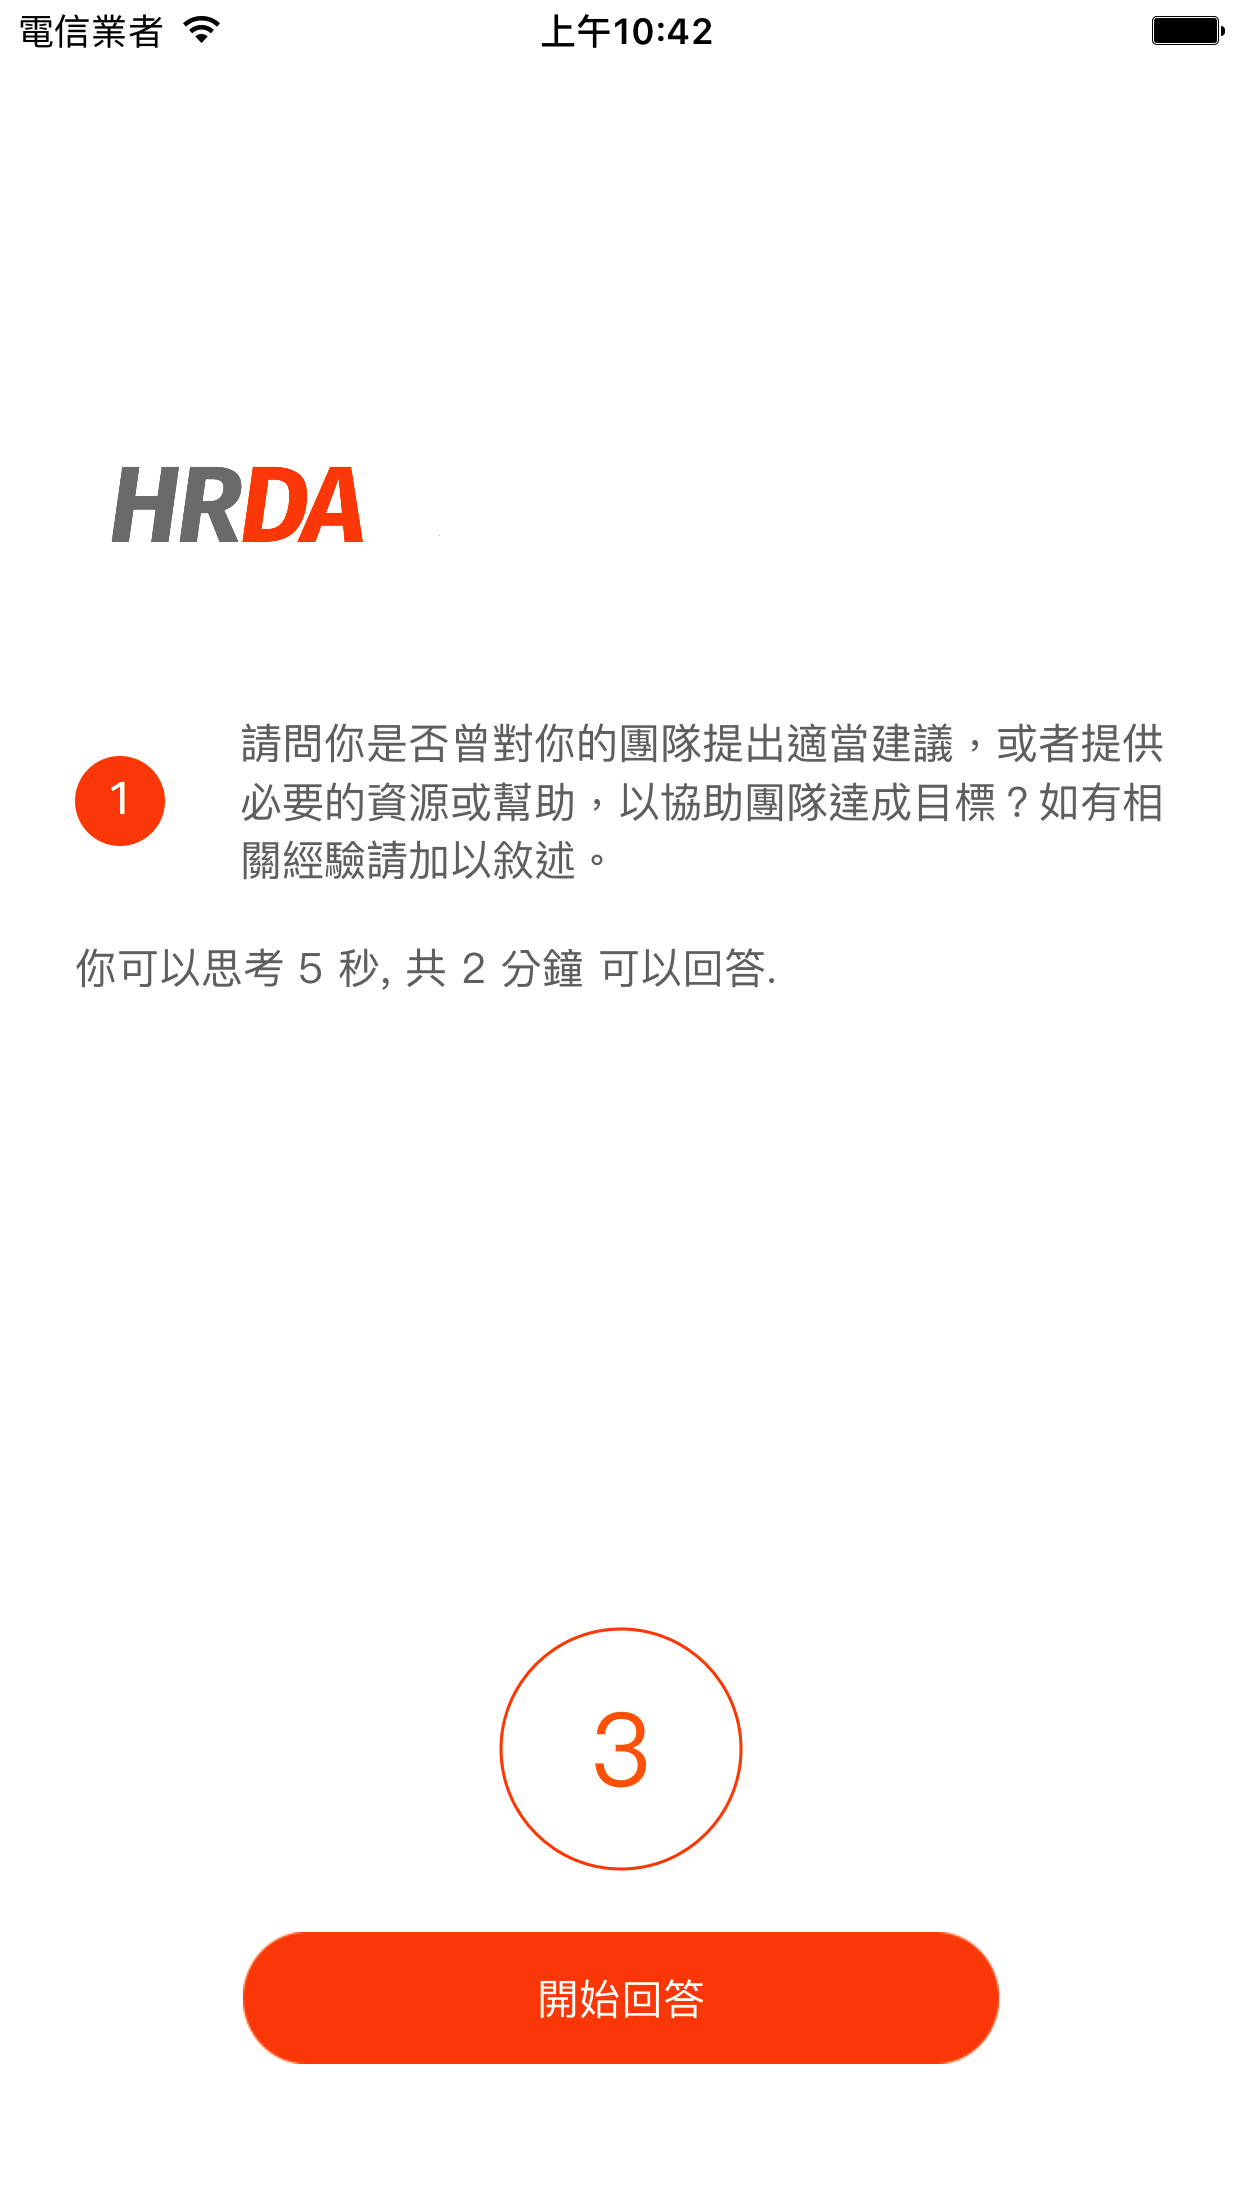 電信業者
上午10:42
HRDA
1
請問你是否曾對你的團隊提出適當建議，或者提供
必要的資源或幫助，以協助團隊達成目標？如有相
關經驗請加以敘述。
你可以思考 5 秒, 共 2 分鐘 可以回答.
3
開始回答